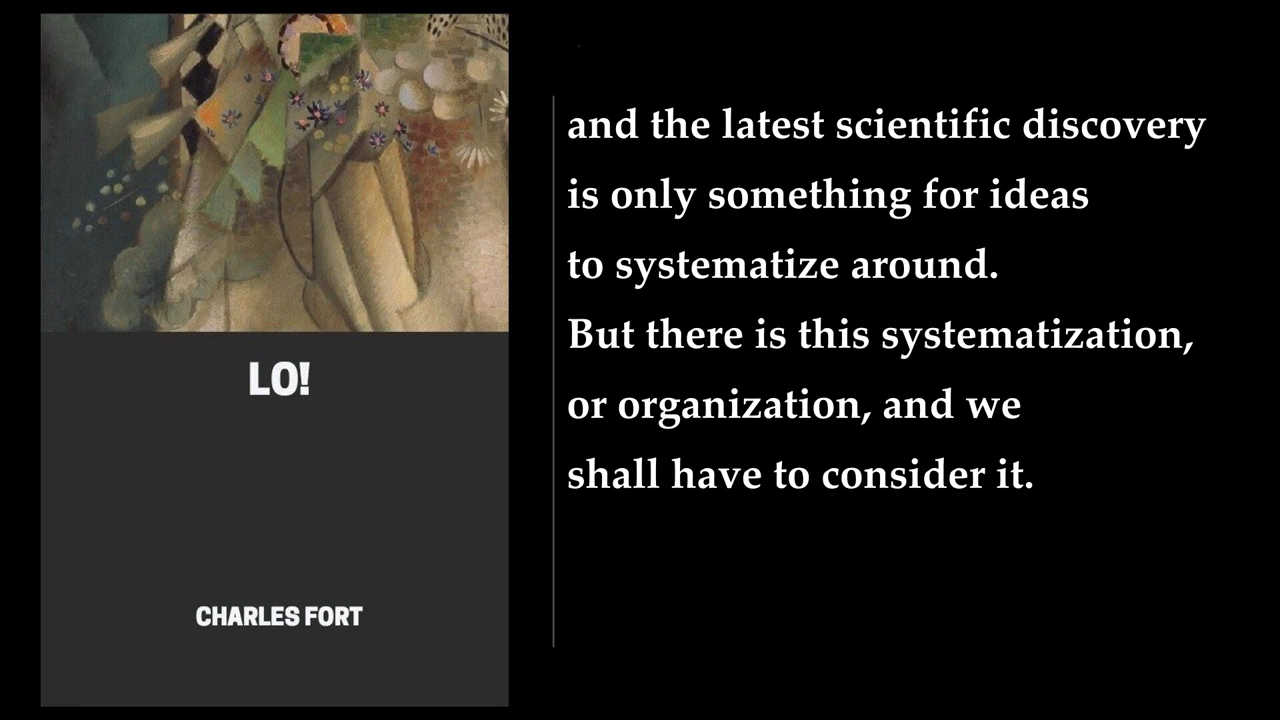 LO!
CHARLES FORT
and the latest scientific discovery
is only something for ideas
to systematize around.
But there is this systematization,
or organization, and we
shall have to consider it.